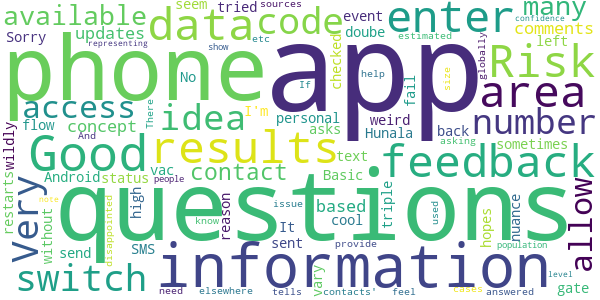 available
seem
tried
sources
event
enter
many
Sorry
updates
data
code
doube
comments
representing
show
etc
checked
estimated
confidence
left
phone
app
globally
Risk
No
If
help
size
access
idea
I'm
personal
weird
fail
area
wildly
flow
concept
And
There
asks
Hunala
back
asking
number
Good
results
text
Basic
triple
feedback
sometimes
Android
status
vac
contact
restarts
Very
without
people
questions
high
reason
based
cool
issue
used
hopes
nuance
allow
disappointed
know
It
send
SMS
sent
provide
vary
population
gate
note
switch
information
need
elsewhere
tells
contacts'
feel
cases
answered
level